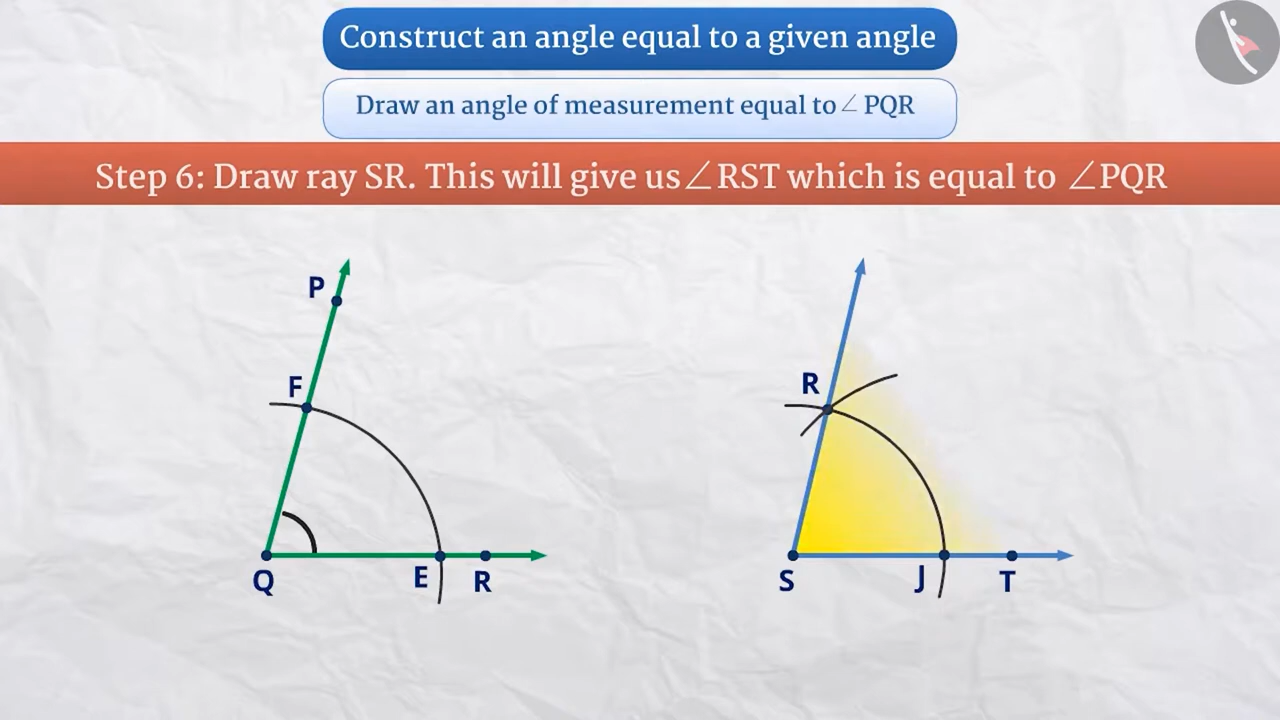 Construct an angle equal to a given angle
Draw an angle of measurement equal to ∠ PQR
Step 6: Draw ray SR. This will give us ∠RST which is equal to ∠PQR
P
F
R
Q
E
R
S
J
T